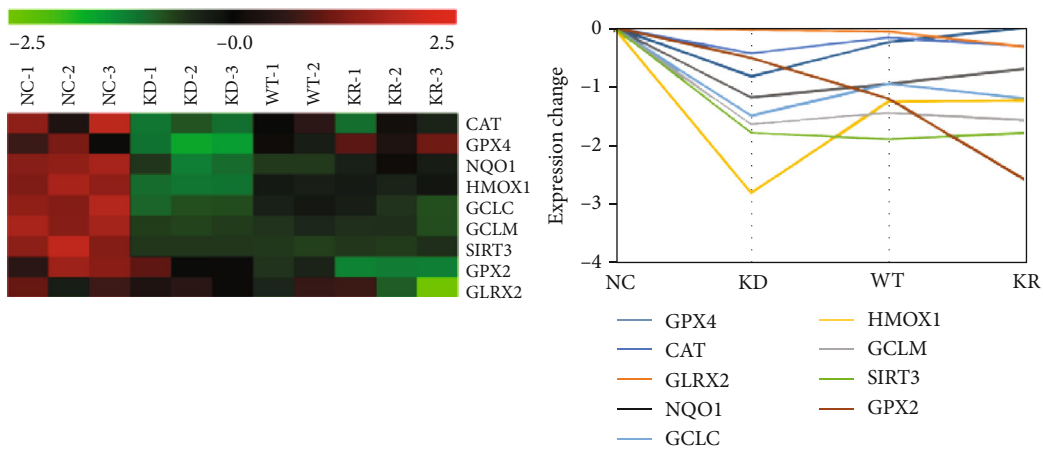 −2.5 −0.0 2.5
NC-1 NC-2 NC-3 KD-1 KD-2 KD-3 WT-1 WT-2 KR-1 KR-2 KR-3
CAT
GPX4
NQO1
HMOX1
GCLC
GCLM
SIRT3
GPX2
GLRX2
Expression change
0
−1
−2
−3
−4
NC KD WT KR
GPX4
CAT
GLRX2
NQO1
GCLC
HMOX1
GCLM
SIRT3
GPX2